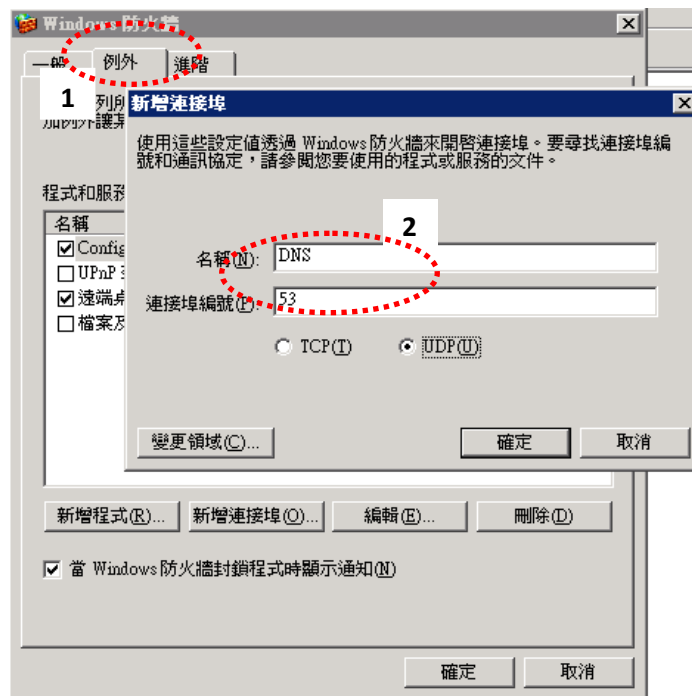 Windows 防火牆
一般 例外 進階
1
新增連接埠
使用這些設定值透過 Windows 防火牆來開啓連接埠。要尋找連接埠編
號和通訊協定，請參閱您要使用的程式或服務的文件。
程式和服務
名稱
2
Config
名稱(N): DNS
UPnP
遠端桌
連接埠編號(P): 53
檔案及
TCP(T) UDP(U)
變更領域(C)... 確定 取消
新增程式(R)... 新增連接埠(O)... 編輯(E)... 刪除(D)
當 Windows 防火牆封鎖程式時顯示通知(N)
確定 取消